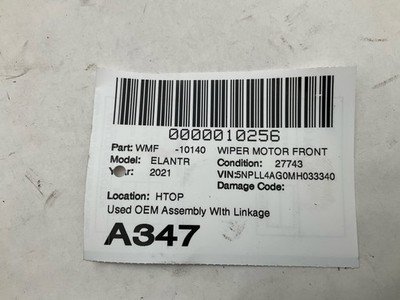 0000010256
Part: WMF -10140 WIPER MOTOR FRONT
Model: ELANTR Condition: 27743
Year: 2021 VIN:5NPLL4AG0MH033340
Damage Code:
Location: HTOP
Used OEM Assembly With Linkage
A347